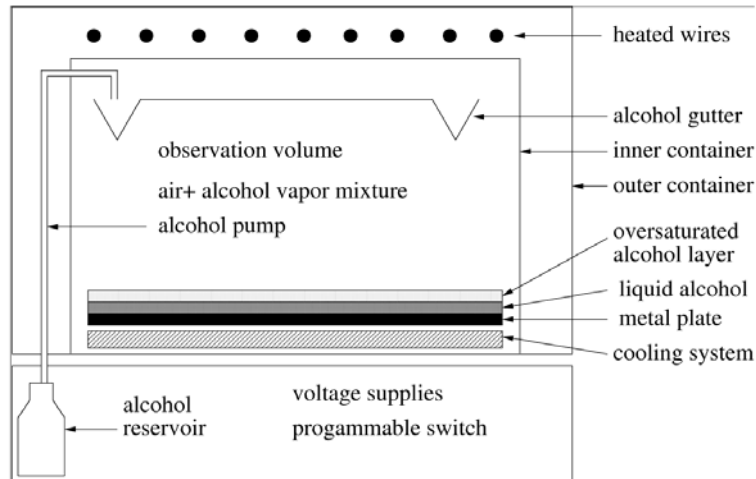 heated wires
alcohol gutter
inner container
outer container
observation volume
air+ alcohol vapor mixture
alcohol pump
oversaturated
alcohol layer
liquid alcohol
metal plate
cooling system
alcohol
reservoir
voltage supplies
progammable switch